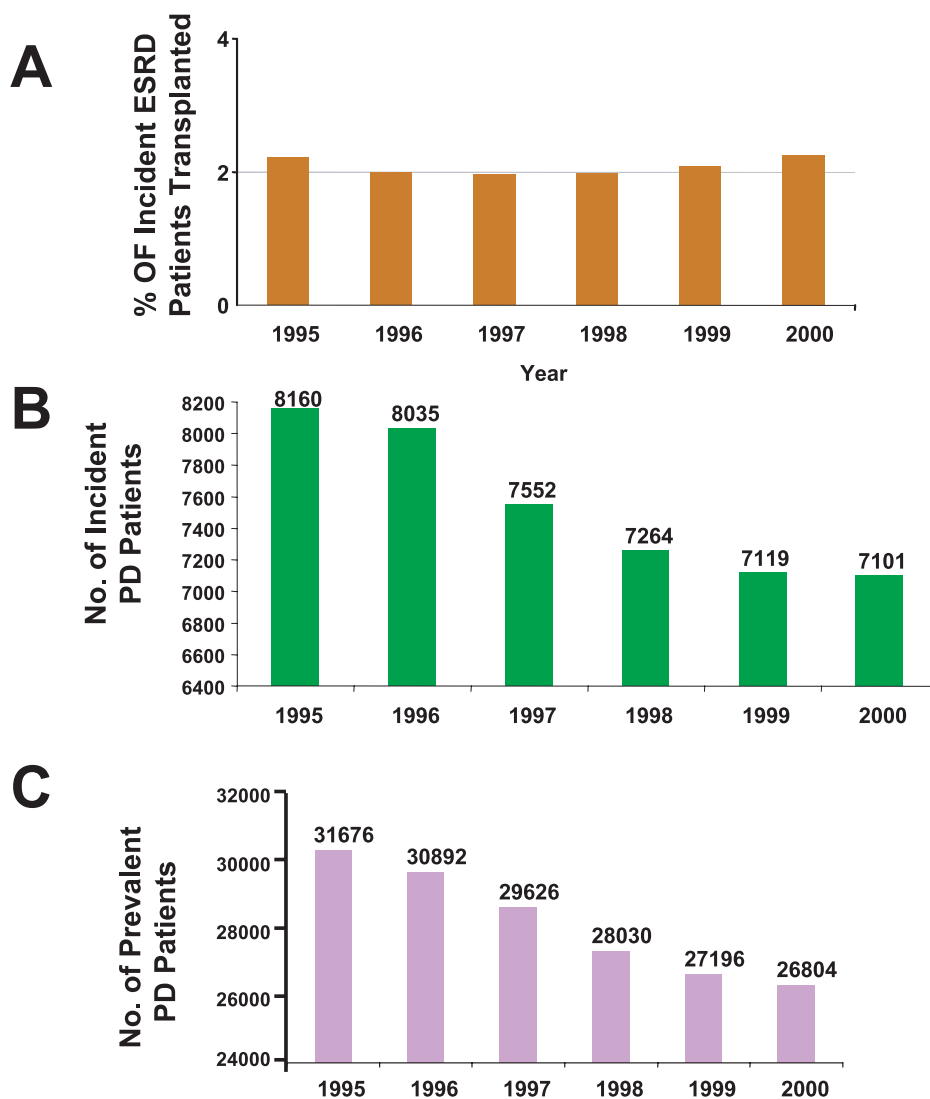 A
% OF Incident ESRD
Patients Transplanted
4
2
0
1995 1996 1997 1998 1999 2000
Year
B
No. of Incident
PD Patients
8200
8000
7800
7600
7400
7200
7000
6800
6600
6400
8160 8035 7552 7264 7119 7101
1995 1996 1997 1998 1999 2000
C
No. of Prevalent
PD Patients
32000
30000
28000
26000
24000
31676 30892 29626 28030 27196 26804
1995 1996 1997 1998 1999 2000